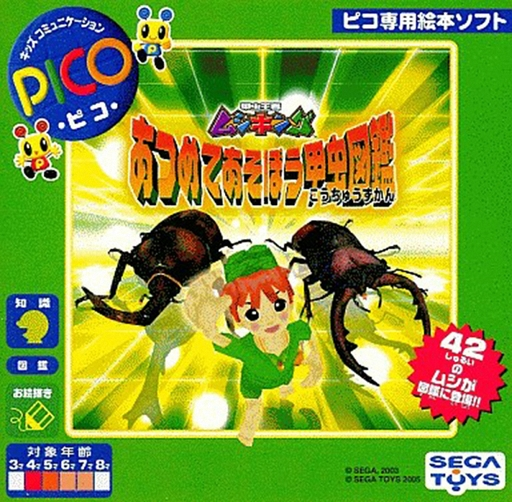 ピコ専用絵本ソフト
キッズ コミュニケーション
PICO
・ピコ・
甲虫王者
ムシキング
あつめてあそぼう甲虫図鑑
こうちゅうずかん
知識
図鑑
お絵描き
42
しゅるい
の
ムシが
図鑑に登場!!
対象年齢
3才4才5才6才7才8才
© SEGA, 2003
© SEGA TOYS 2005
SEGA
TOYS